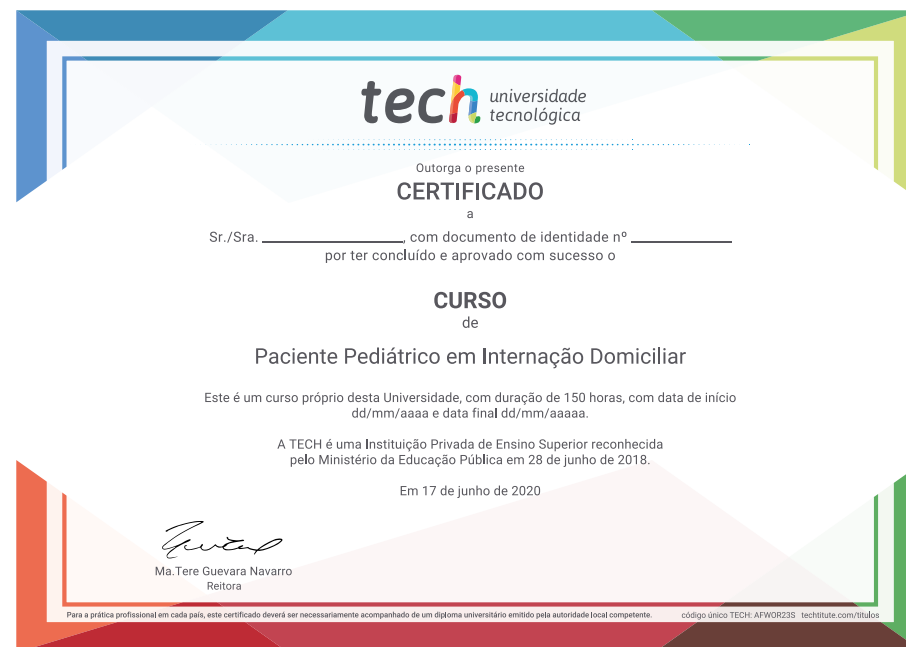 tech universidade
tecnológica
Outorga o presente
CERTIFICADO
a
Sr./Sra. ____________________, com documento de identidade nº ______________
por ter concluído e aprovado com sucesso o
CURSO
de
Paciente Pediátrico em Internação Domiciliar
Este é um curso próprio desta Universidade, com duração de 150 horas, com data de início
dd/mm/aaaa e data final dd/mm/aaaaa.
A TECH é uma Instituição Privada de Ensino Superior reconhecida
pelo Ministério da Educação Pública em 28 de junho de 2018.
Em 17 de junho de 2020
Ma.Tere Guevara Navarro
Reitora
Para a prática profissional em cada país, este certificado deverá ser necessariamente acompanhado de um diploma universitário emitido pela autoridade local competente. código único TECH: AFWOR23S techtitute.com/titulos